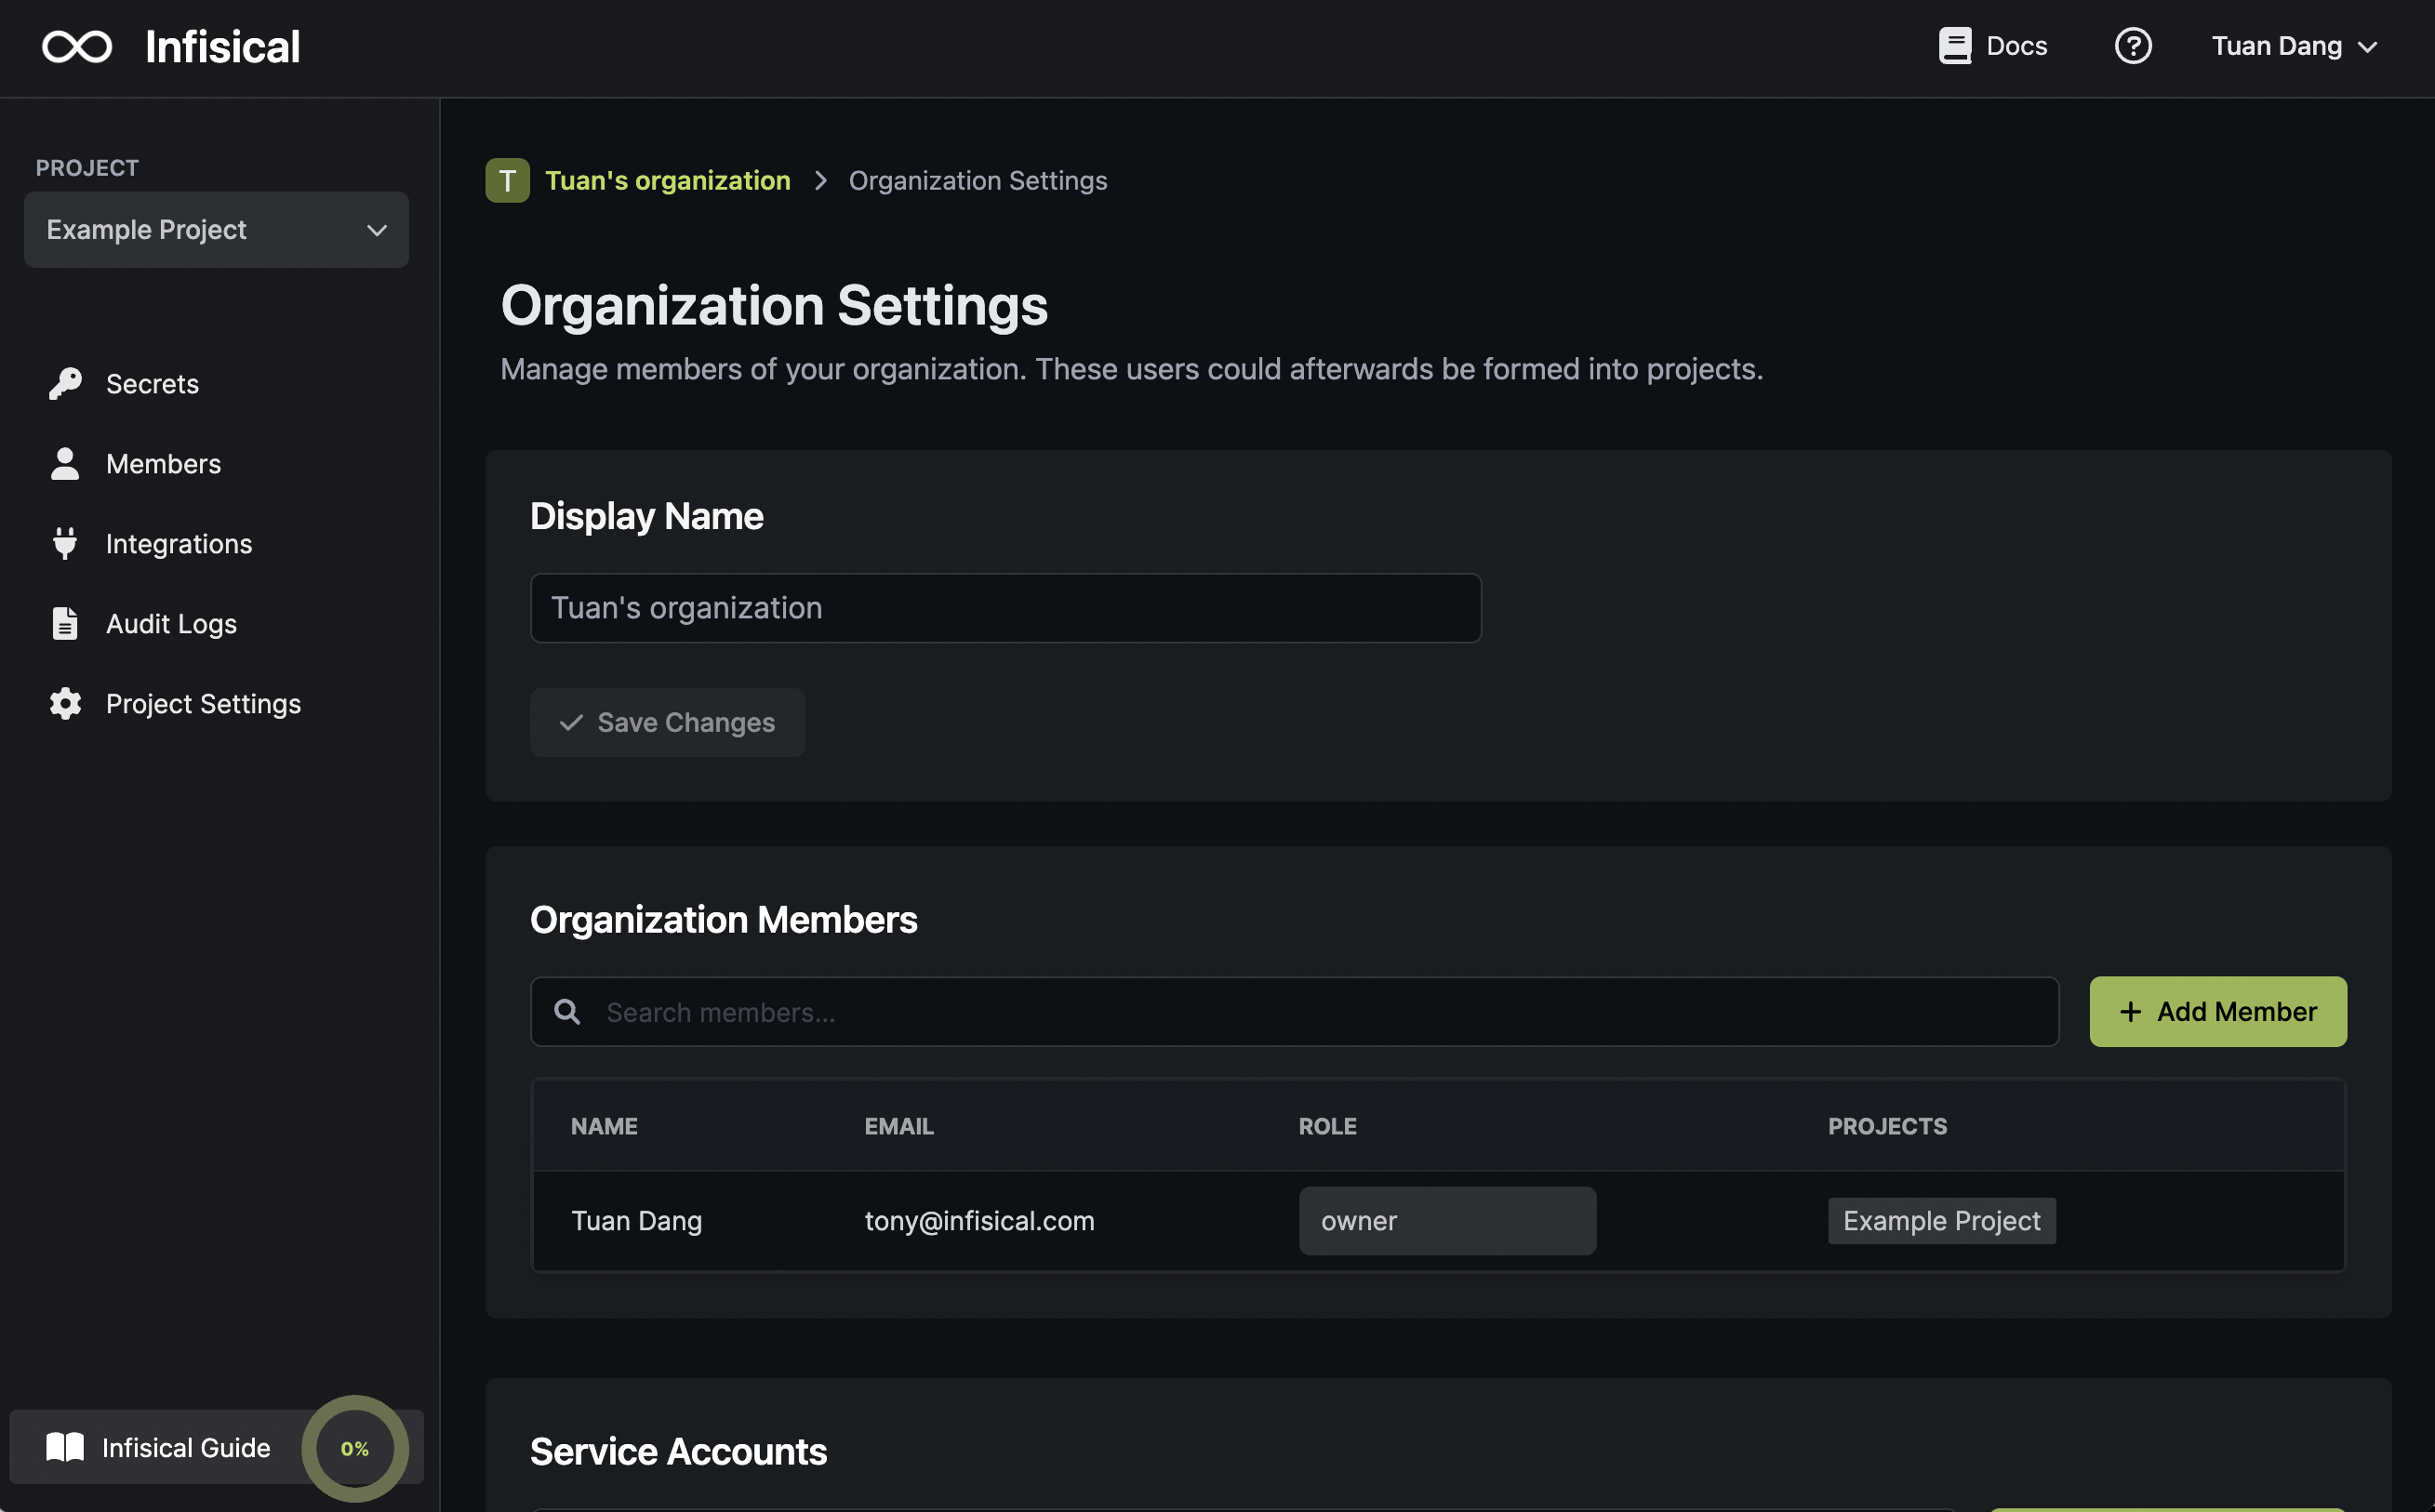 Infisical
Docs
?
Tuan Dang
PROJECT
Example Project
Secrets
Members
Integrations
Audit Logs
Project Settings
Infisical Guide
0%
T Tuan's organization > Organization Settings
Organization Settings
Manage members of your organization. These users could afterwards be formed into projects.
Display Name
Tuan's organization
Save Changes
Organization Members
Search members...
+ Add Member
NAME EMAIL ROLE PROJECTS
Tuan Dang tony@infisical.com owner Example Project
Service Accounts